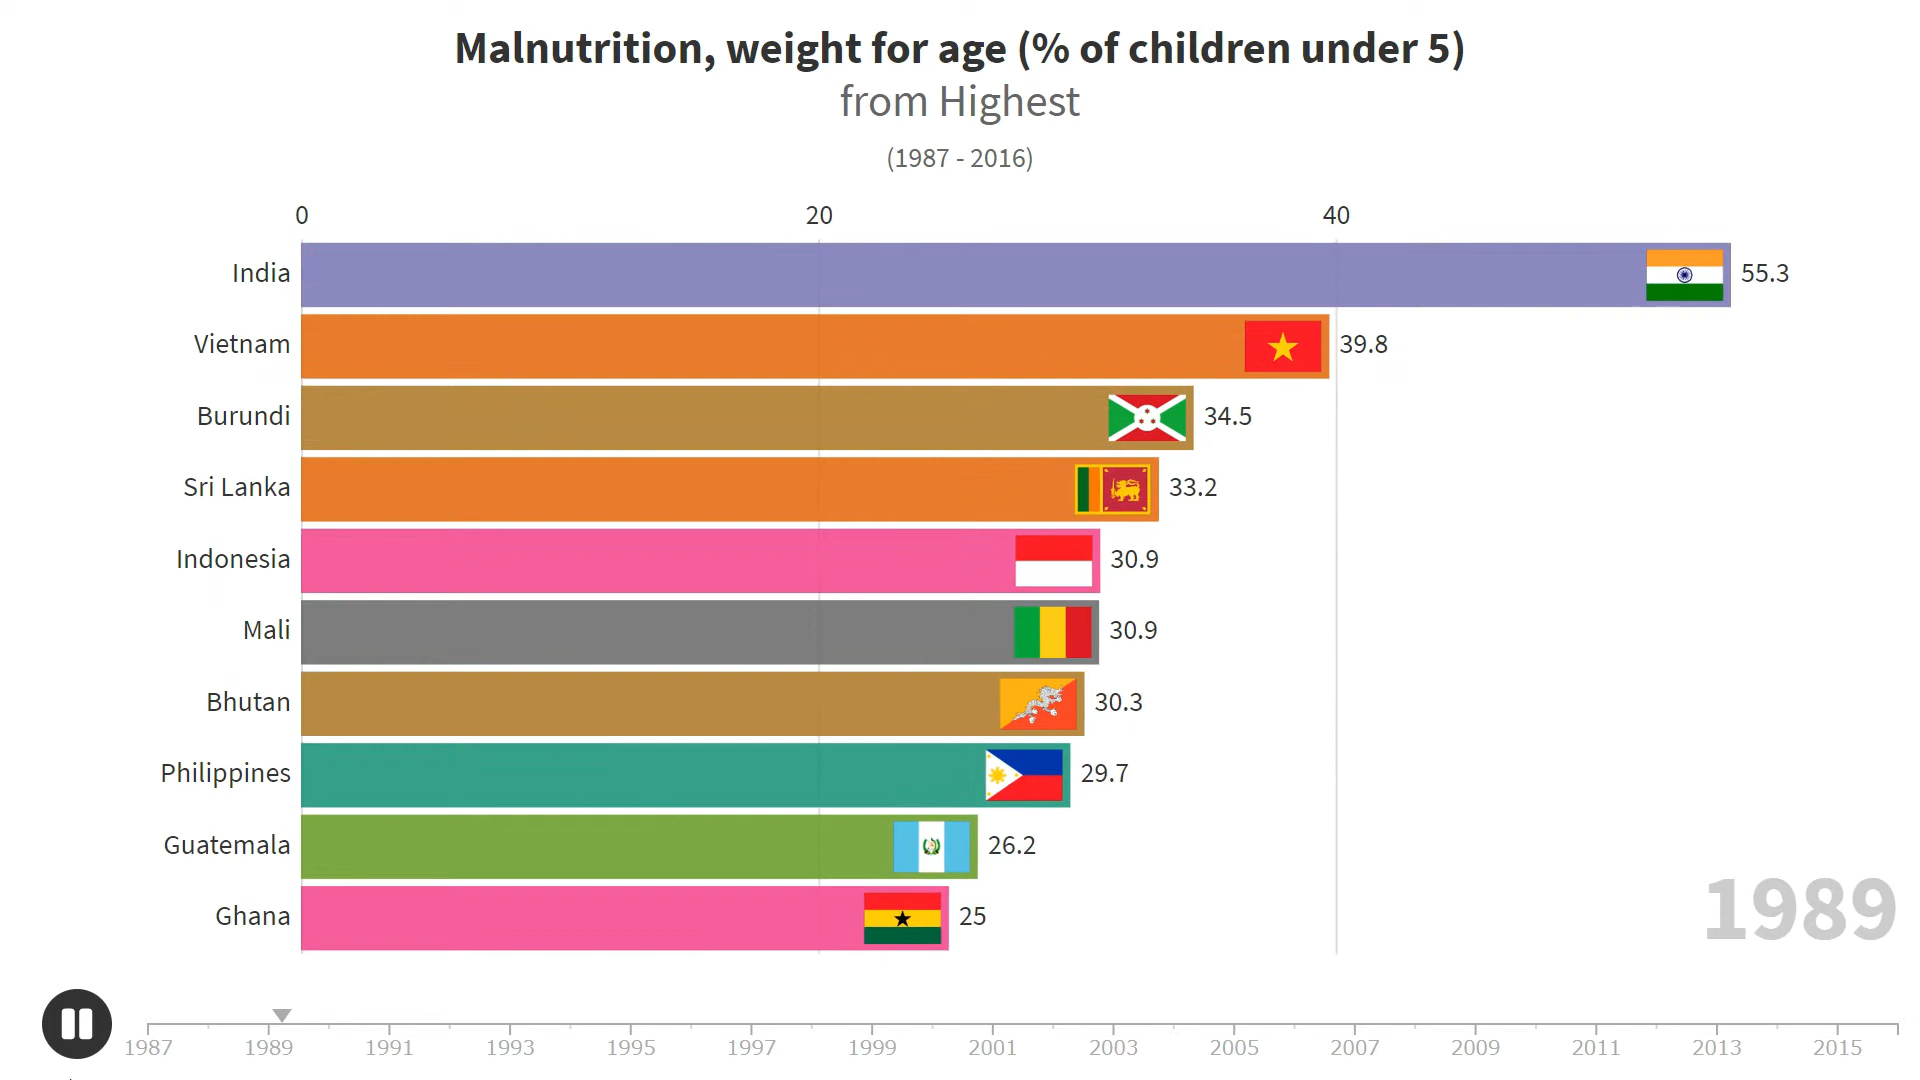 Malnutrition, weight for age (% of children under 5)
from Highest
(1987 - 2016)
0 20 40
India 55.3
Vietnam 39.8
Burundi 34.5
Sri Lanka 33.2
Indonesia 30.9
Mali 30.9
Bhutan 30.3
Philippines 29.7
Guatemala 26.2
Ghana 25
1989
1987 1989 1991 1993 1995 1997 1999 2001 2003 2005 2007 2009 2011 2013 2015